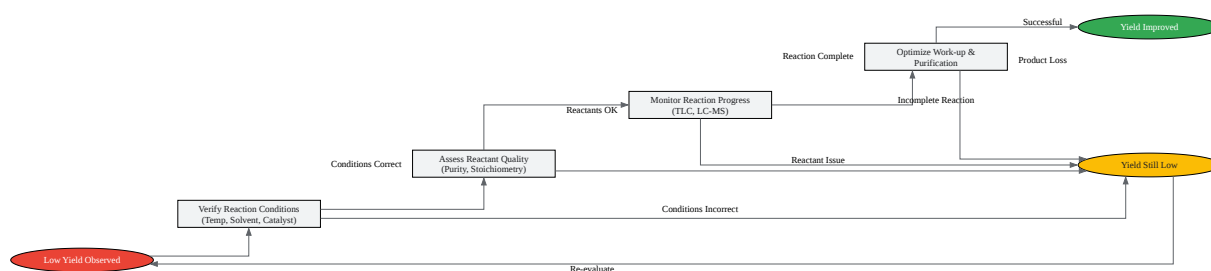 Successful
Yield Improved
Reaction Complete
Optimize Work-up &
Purification
Product Loss
Monitor Reaction Progress
(TLC, LC-MS)
Reactants OK
Incomplete Reaction
Conditions Correct
Assess Reactant Quality
(Purity, Stoichiometry)
Reactant Issue
Yield Still Low
Verify Reaction Conditions
(Temp, Solvent, Catalyst)
Conditions Incorrect
Low Yield Observed
Re-evaluate